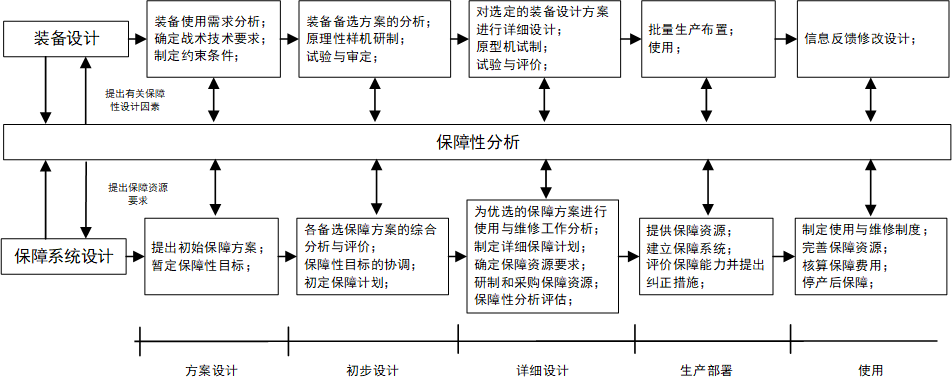 装备设计
装备使用需求分析；
确定战术技术要求；
制定约束条件；
装备备选方案的分析；
原理性样机研制；
试验与审定；
对选定的装备设计方案
进行详细设计；
原型机试制；
试验与评价；
批量生产布置；
使用；
信息反馈修改设计；
提出有关保障
性设计因素
保障性分析
提出保障资源
要求
保障系统设计
提出初始保障方案；
暂定保障性目标；
各备选保障方案的综合
分析与评价；
保障性目标的协调；
初定保障计划；
为优选的保障方案进行
使用与维修工作分析；
制定详细保障计划；
确定保障资源要求；
研制和采购保障资源；
保障性分析评估；
提供保障资源；
建立保障系统；
评价保障能力并提出
纠正措施；
制定使用与维修制度；
完善保障资源；
核算保障费用；
停产后保障；
方案设计
初步设计
详细设计
生产部署
使用